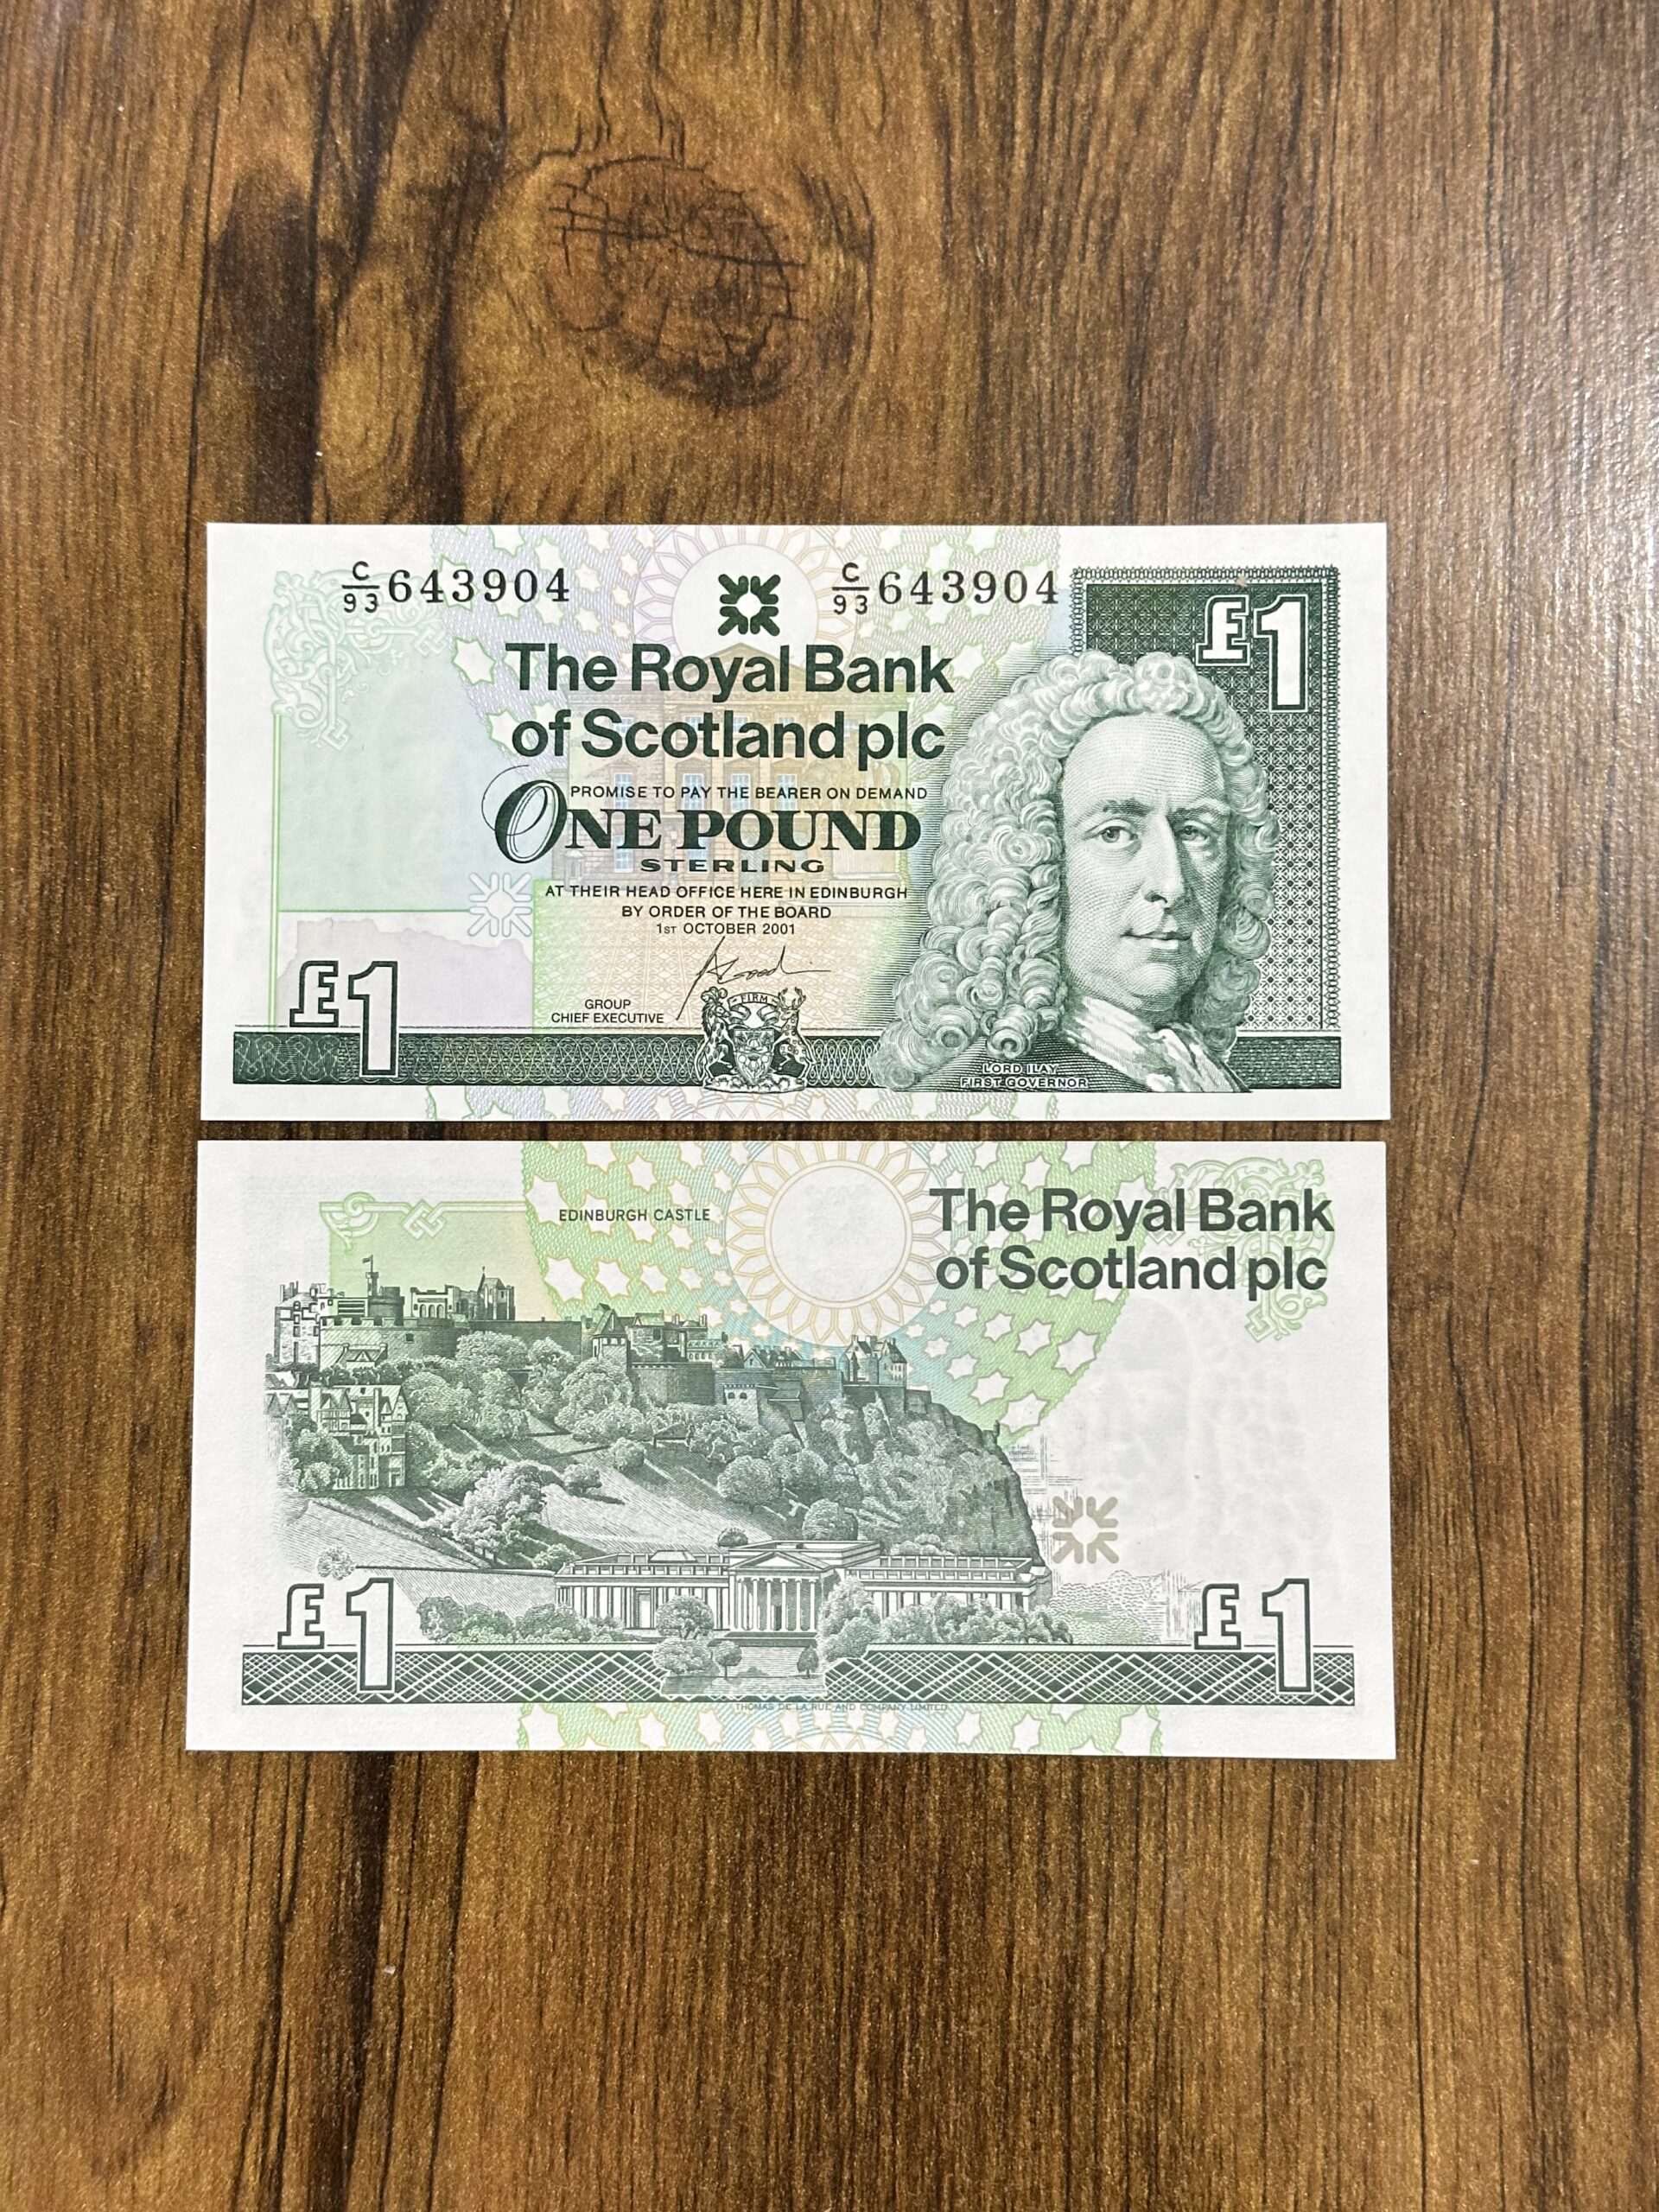 C/93 643904
C/93 643904
£1
The Royal Bank
of Scotland plc
PROMISE TO PAY THE BEARER ON DEMAND
ONE POUND
STERLING
AT THEIR HEAD OFFICE HERE IN EDINBURGH
BY ORDER OF THE BOARD
1ST OCTOBER 2001
GROUP
CHIEF EXECUTIVE
FIRM
£1
LORD ILAY
FIRST GOVERNOR
EDINBURGH CASTLE
The Royal Bank
of Scotland plc
£1
£1
THOMAS DE LA RUE AND COMPANY LIMITED